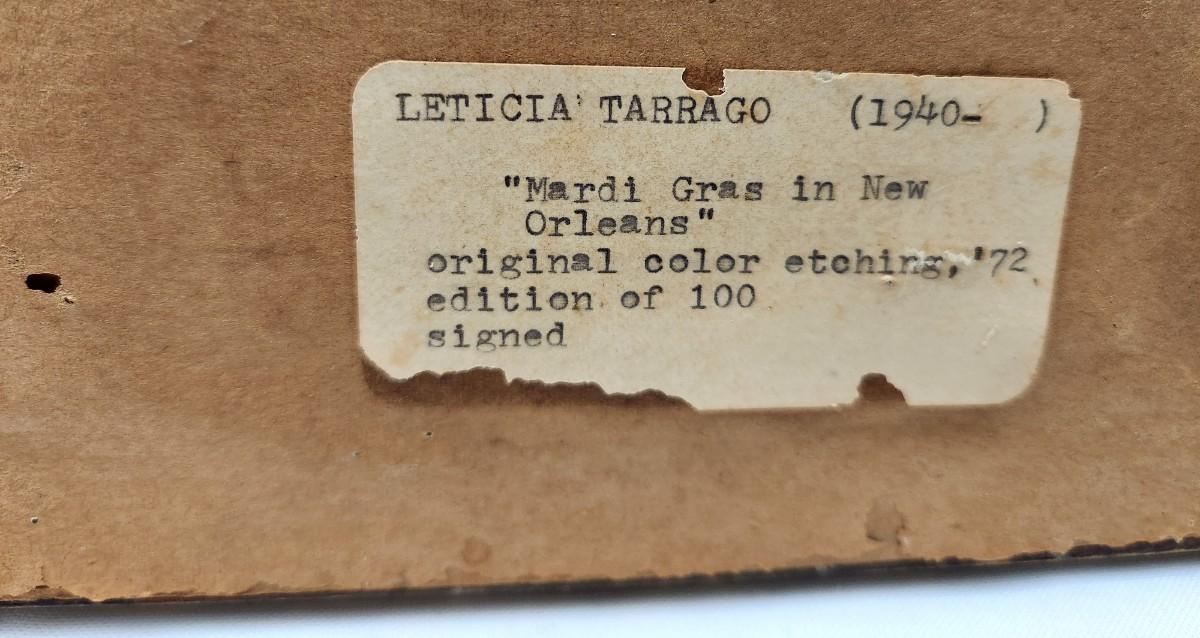 LETICIA' TARRAGO (1940- )
"Mardi Gras in New
Orleans"
original color etching,'72
edition of 100
signed